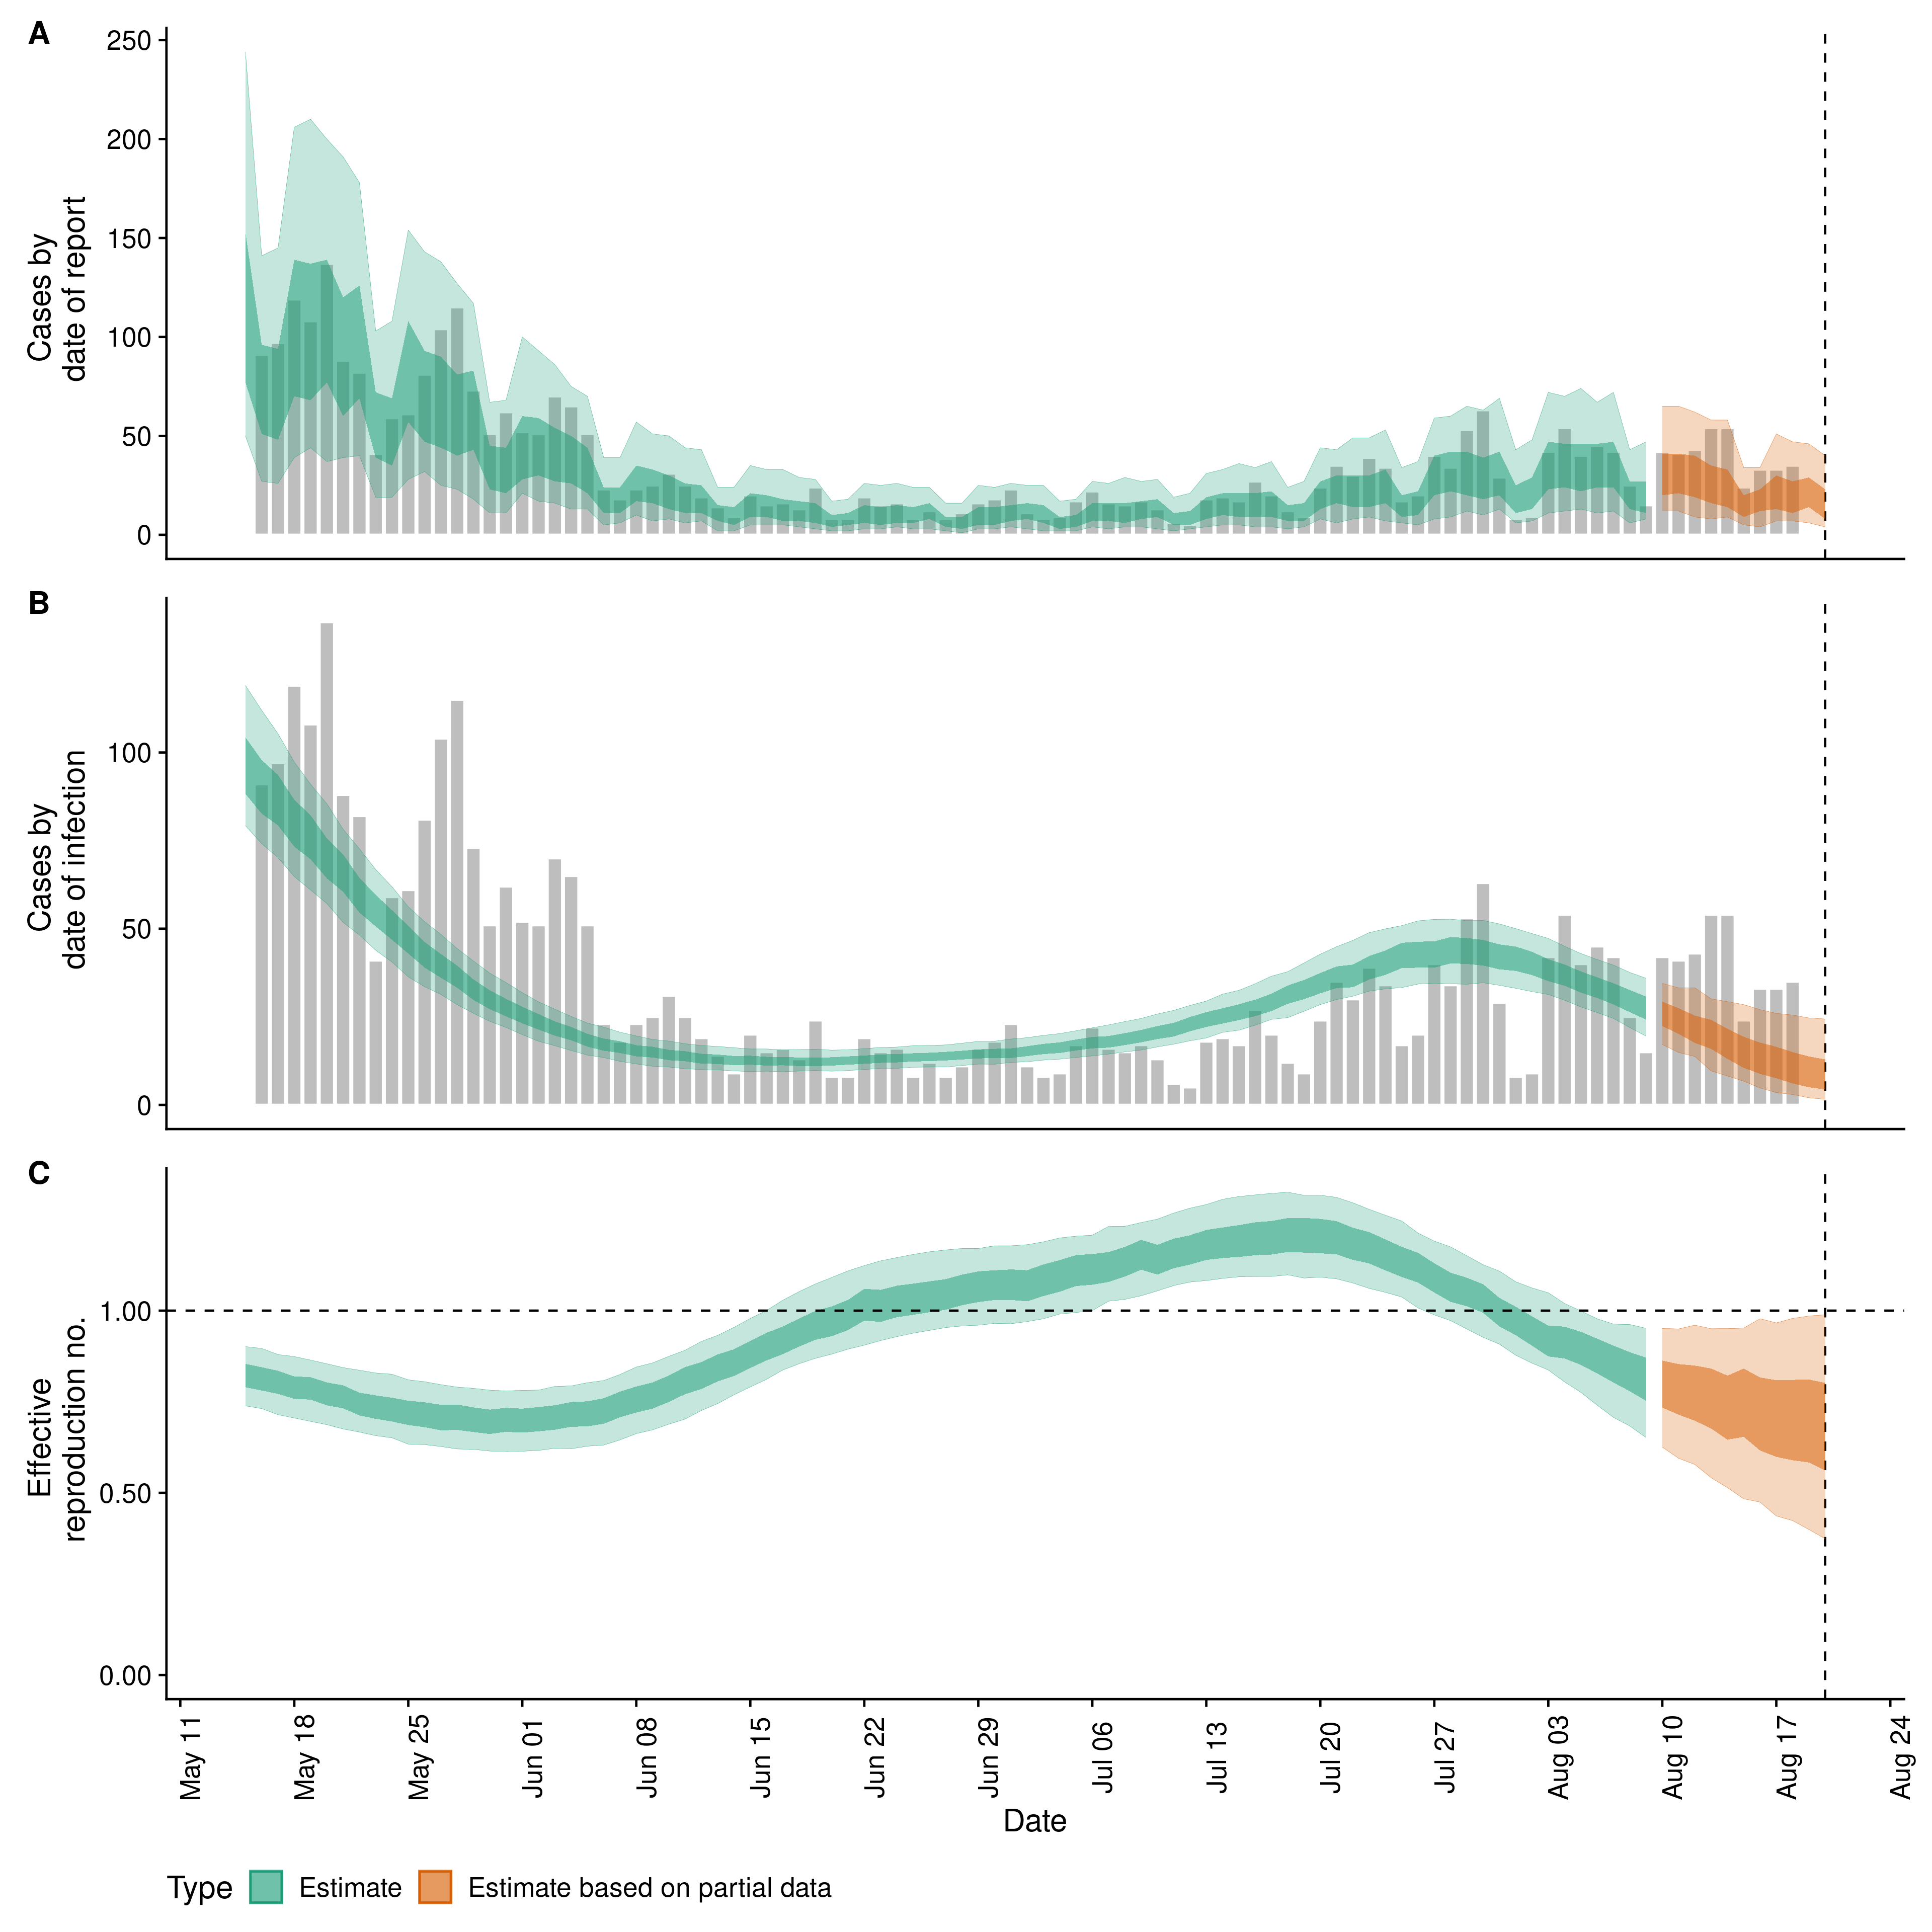 A
250
200
150
100
50
0
Cases by
date of report
B
100
50
0
Cases by
date of infection
C
1.00
0.50
0.00
Effective
reproduction no.
May 11
May 18
May 25
Jun 01
Jun 08
Jun 15
Jun 22
Jun 29
Jul 06
Jul 13
Jul 20
Jul 27
Aug 03
Aug 10
Aug 17
Aug 24
Date
Type Estimate Estimate based on partial data